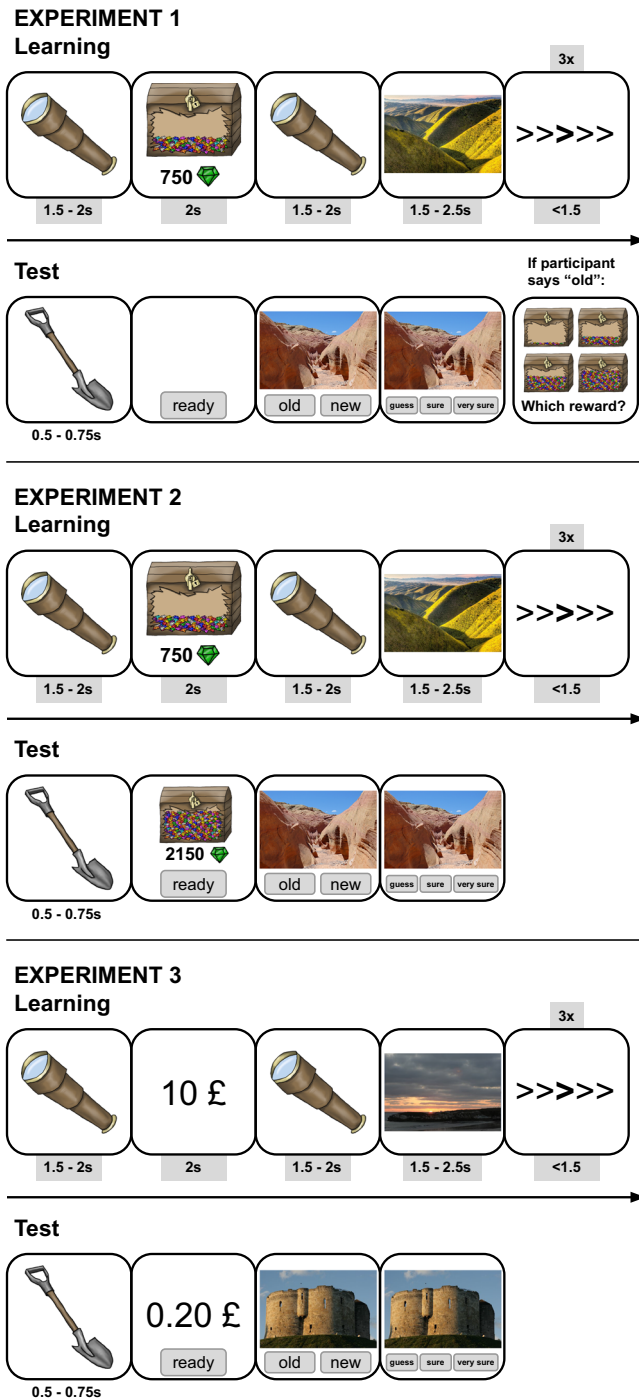 EXPERIMENT 1
Learning
3x
750
>>>>>
1.5 - 2s
2s
1.5 - 2s
1.5 - 2.5s
<1.5
Test
If participant
says “old”:
ready
old
new
guess
sure
very sure
Which reward?
0.5 - 0.75s
EXPERIMENT 2
Learning
3x
750
>>>>>
1.5 - 2s
2s
1.5 - 2s
1.5 - 2.5s
<1.5
Test
2150
ready
old
new
guess
sure
very sure
0.5 - 0.75s
EXPERIMENT 3
Learning
3x
10 £
>>>>>
1.5 - 2s
2s
1.5 - 2s
1.5 - 2.5s
<1.5
Test
0.20 £
ready
old
new
guess
sure
very sure
0.5 - 0.75s